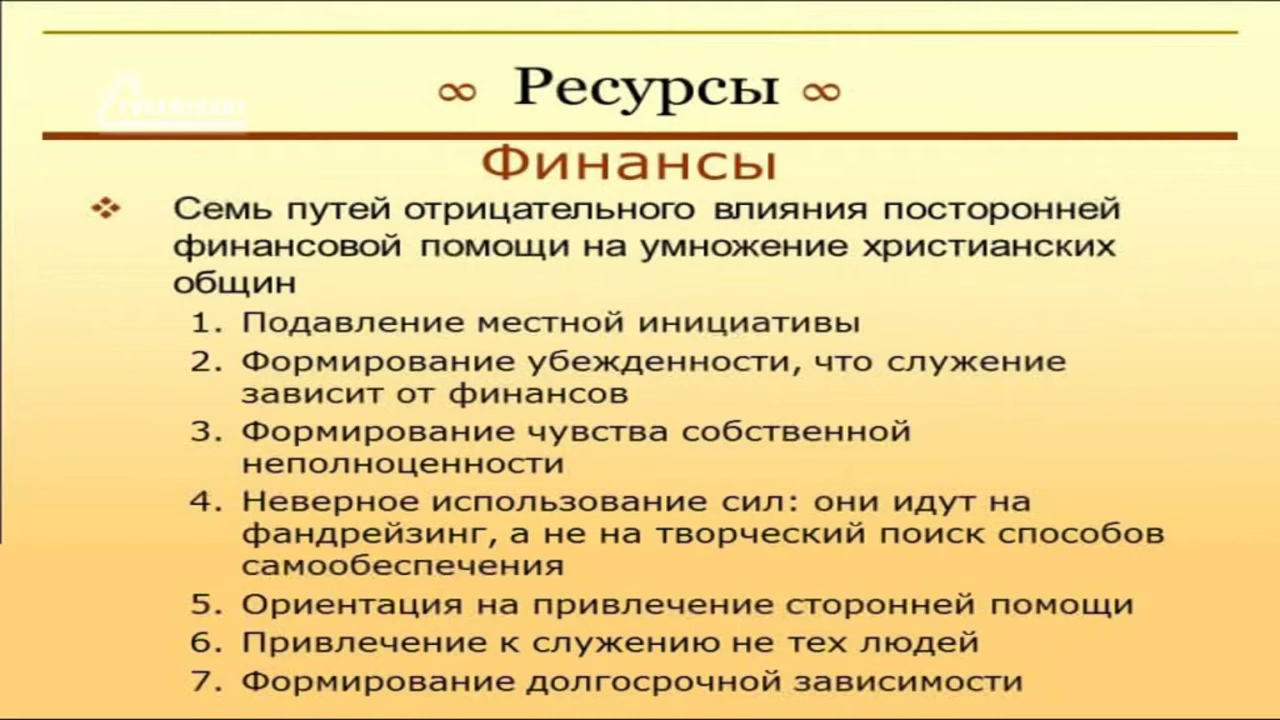 ∞ Ресурсы ∞
Финансы
❖ Семь путей отрицательного влияния посторонней
финансовой помощи на умножение христианских
общин
1. Подавление местной инициативы
2. Формирование убежденности, что служение
зависит от финансов
3. Формирование чувства собственной
неполноценности
4. Неверное использование сил: они идут на
фандрейзинг, а не на творческий поиск способов
самообеспечения
5. Ориентация на привлечение сторонней помощи
6. Привлечение к служению не тех людей
7. Формирование долгосрочной зависимости